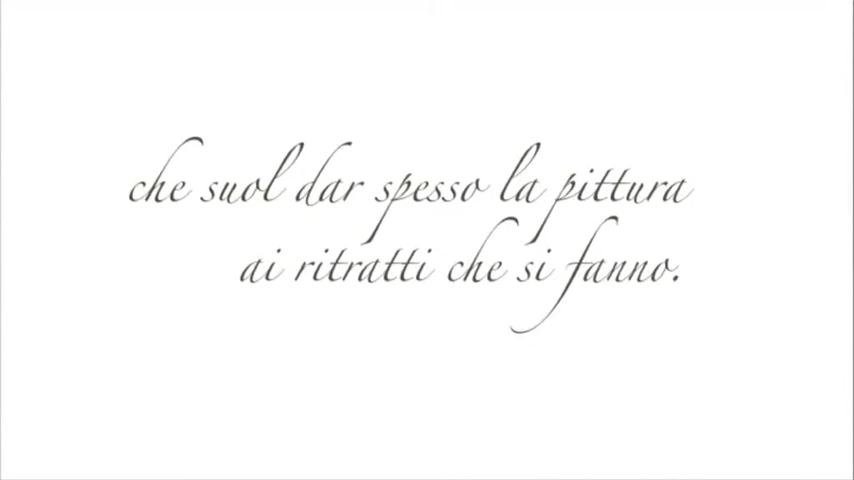 che suol dar spesso la pittura
ai ritratti che si fanno.